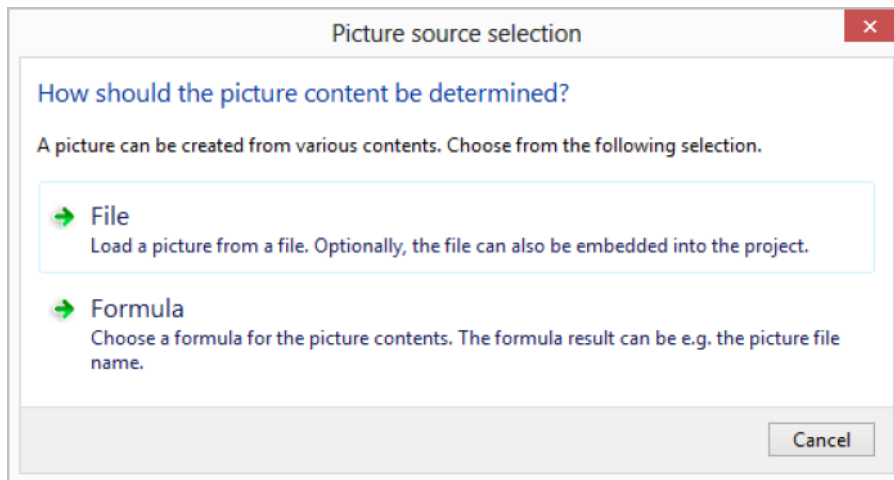 Picture source selection
How should the picture content be determined?
A picture can be created from various contents. Choose from the following selection.
File
Load a picture from a file. Optionally, the file can also be embedded into the project.
Formula
Choose a formula for the picture contents. The formula result can be e.g. the picture file
name.
Cancel